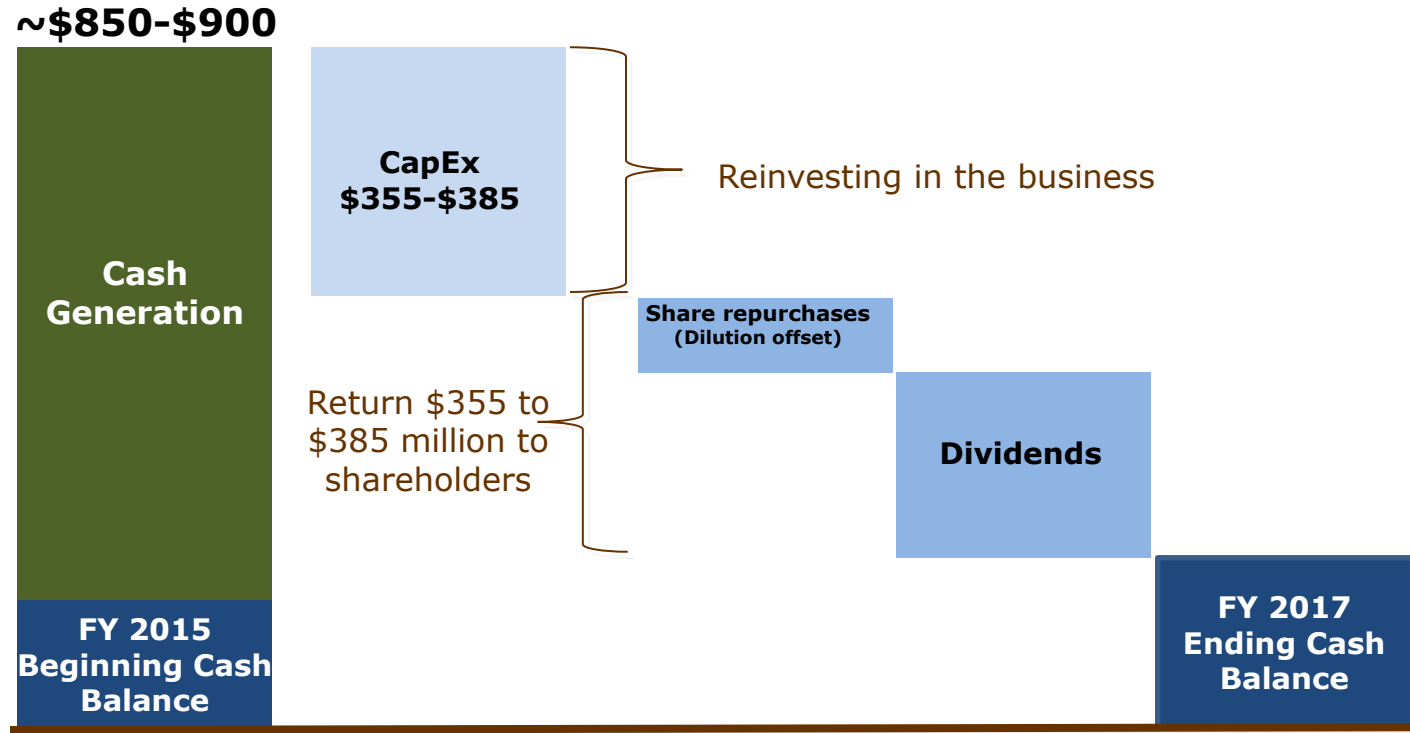 ~$850-$900
Cash
Generation
FY 2015
Beginning Cash
Balance
CapEx
$355-$385
Reinvesting in the business
Share repurchases
(Dilution offset)
Return $355 to
$385 million to
shareholders
Dividends
FY 2017
Ending Cash
Balance